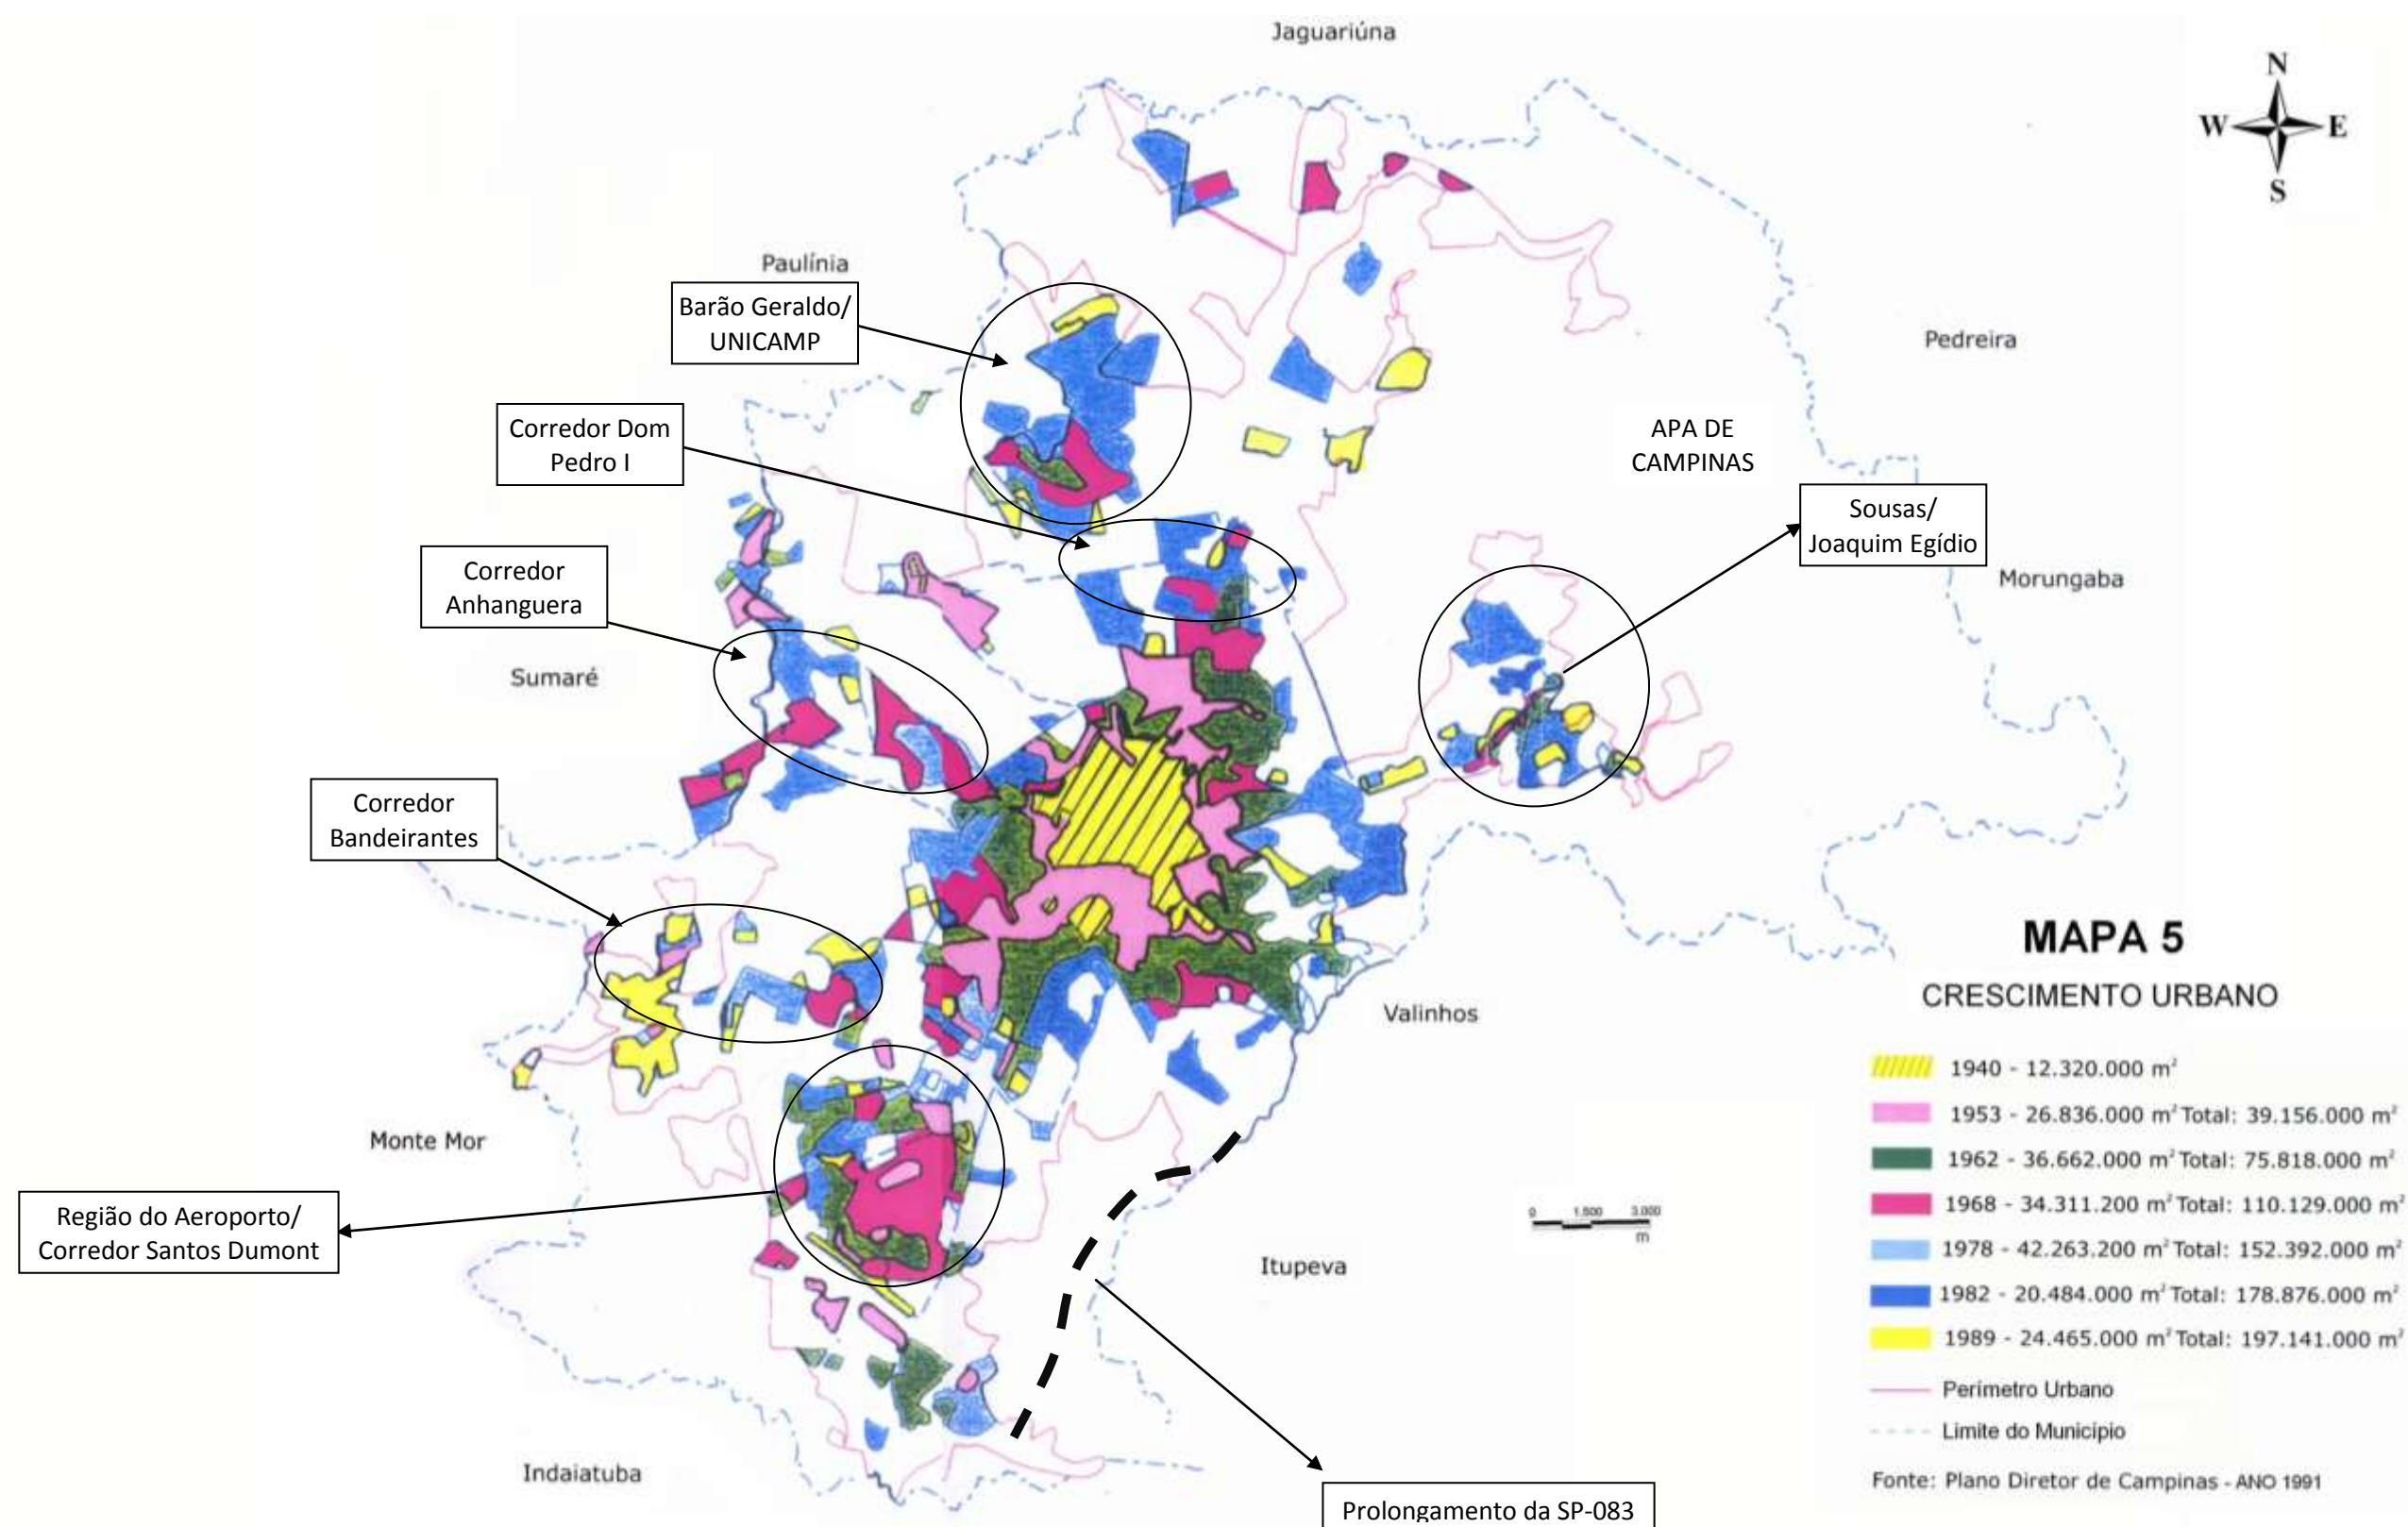 Jaguariúna
N
W E
S
Paulínia
Barão Geraldo/
UNICAMP
Pedreira
Corredor Dom
Pedro I
APA DE
CAMPINAS
Sousas/
Joaquim Egídio
Corredor
Anhanguera
Morungaba
Sumaré
Corredor
Bandeirantes
MAPA 5
CRESCIMENTO URBANO
Valinhos
1940 - 12.320.000 m²
1953 - 26.836.000 m² Total: 39.156.000 m²
1962 - 36.662.000 m² Total: 75.818.000 m²
1968 - 34.311.200 m² Total: 110.129.000 m²
1978 - 42.263.200 m² Total: 152.392.000 m²
1982 - 20.484.000 m² Total: 178.876.000 m²
1989 - 24.465.000 m² Total: 197.141.000 m²
Perímetro Urbano
Limite do Municipio
Fonte: Plano Diretor de Campinas - ANO 1991
Monte Mor
Região do Aeroporto/
Corredor Santos Dumont
0 1.500 3.000
m
Itupeva
Indaiatuba
Prolongamento da SP-083